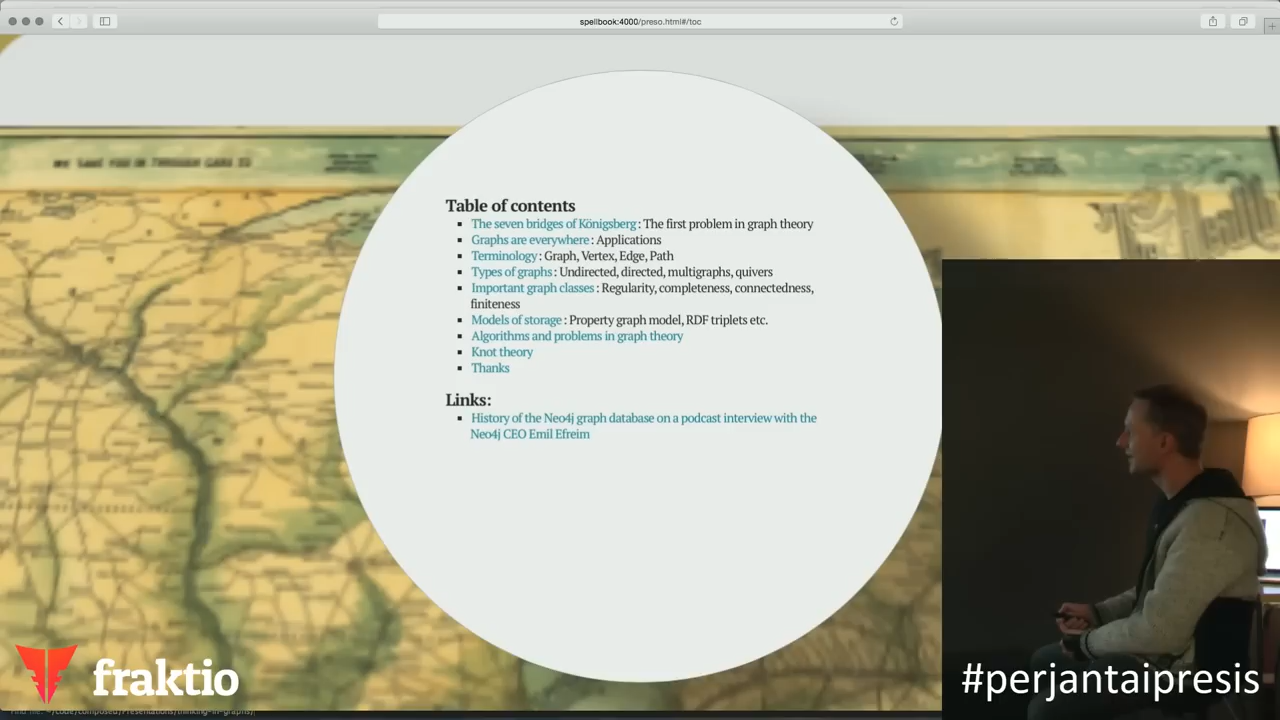 spellbook:4000/preso.html#/toc
Table of contents
The seven bridges of Königsberg: The first problem in graph theory
Graphs are everywhere: Applications
Terminology: Graph, Vertex, Edge, Path
Types of graphs: Undirected, directed, multigraphs, quivers
Important graph classes: Regularity, completeness, connectedness,
finiteness
Models of storage: Property graph model, RDF triplets etc.
Algorithms and problems in graph theory
Knot theory
Thanks
Links:
History of the Neo4j graph database on a podcast interview with the
Neo4j CEO Emil Efreim
fraktio
#perjantaipresis